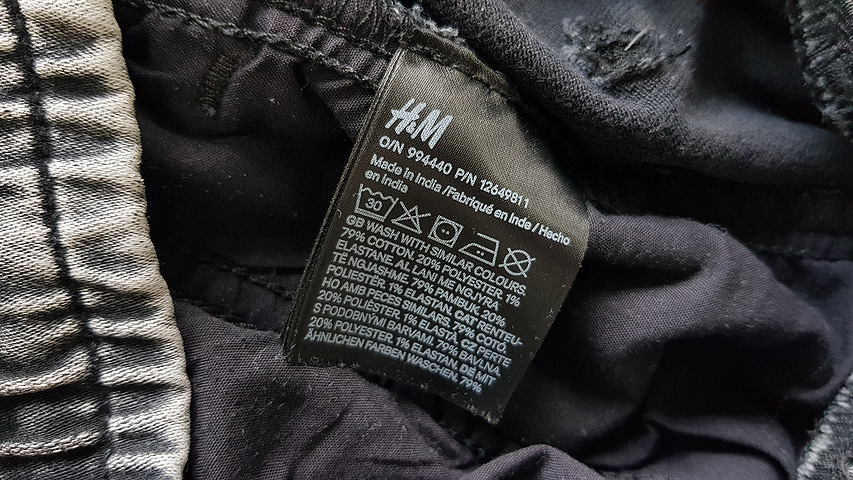 H&M
O/N 994440 P/N 12649811
Made in India /Fabriqué en Inde / Hecho
en India
30
GB WASH WITH SIMILAR COLOURS.
79% COTTON. 20% POLYESTER. 1%
ELASTANE. AL LANI ME NGJYRA
TË NJJASHME. 79% PAMBUK. 20%
POLIESTER. 1% ELASTAN. CAT RENTEU-
HO AMB PECES SIMILARS. 79% COTÓ.
20% POLIÈSTER. 1% ELASTÀ. CZ PERTE
S PODOBNÝMI BARVAMI. 79% BAVLNA.
20% POLYESTER. 1% ELASTAN. DE MIT
ÄHNLICHEN FARBEN WASCHEN. 79%